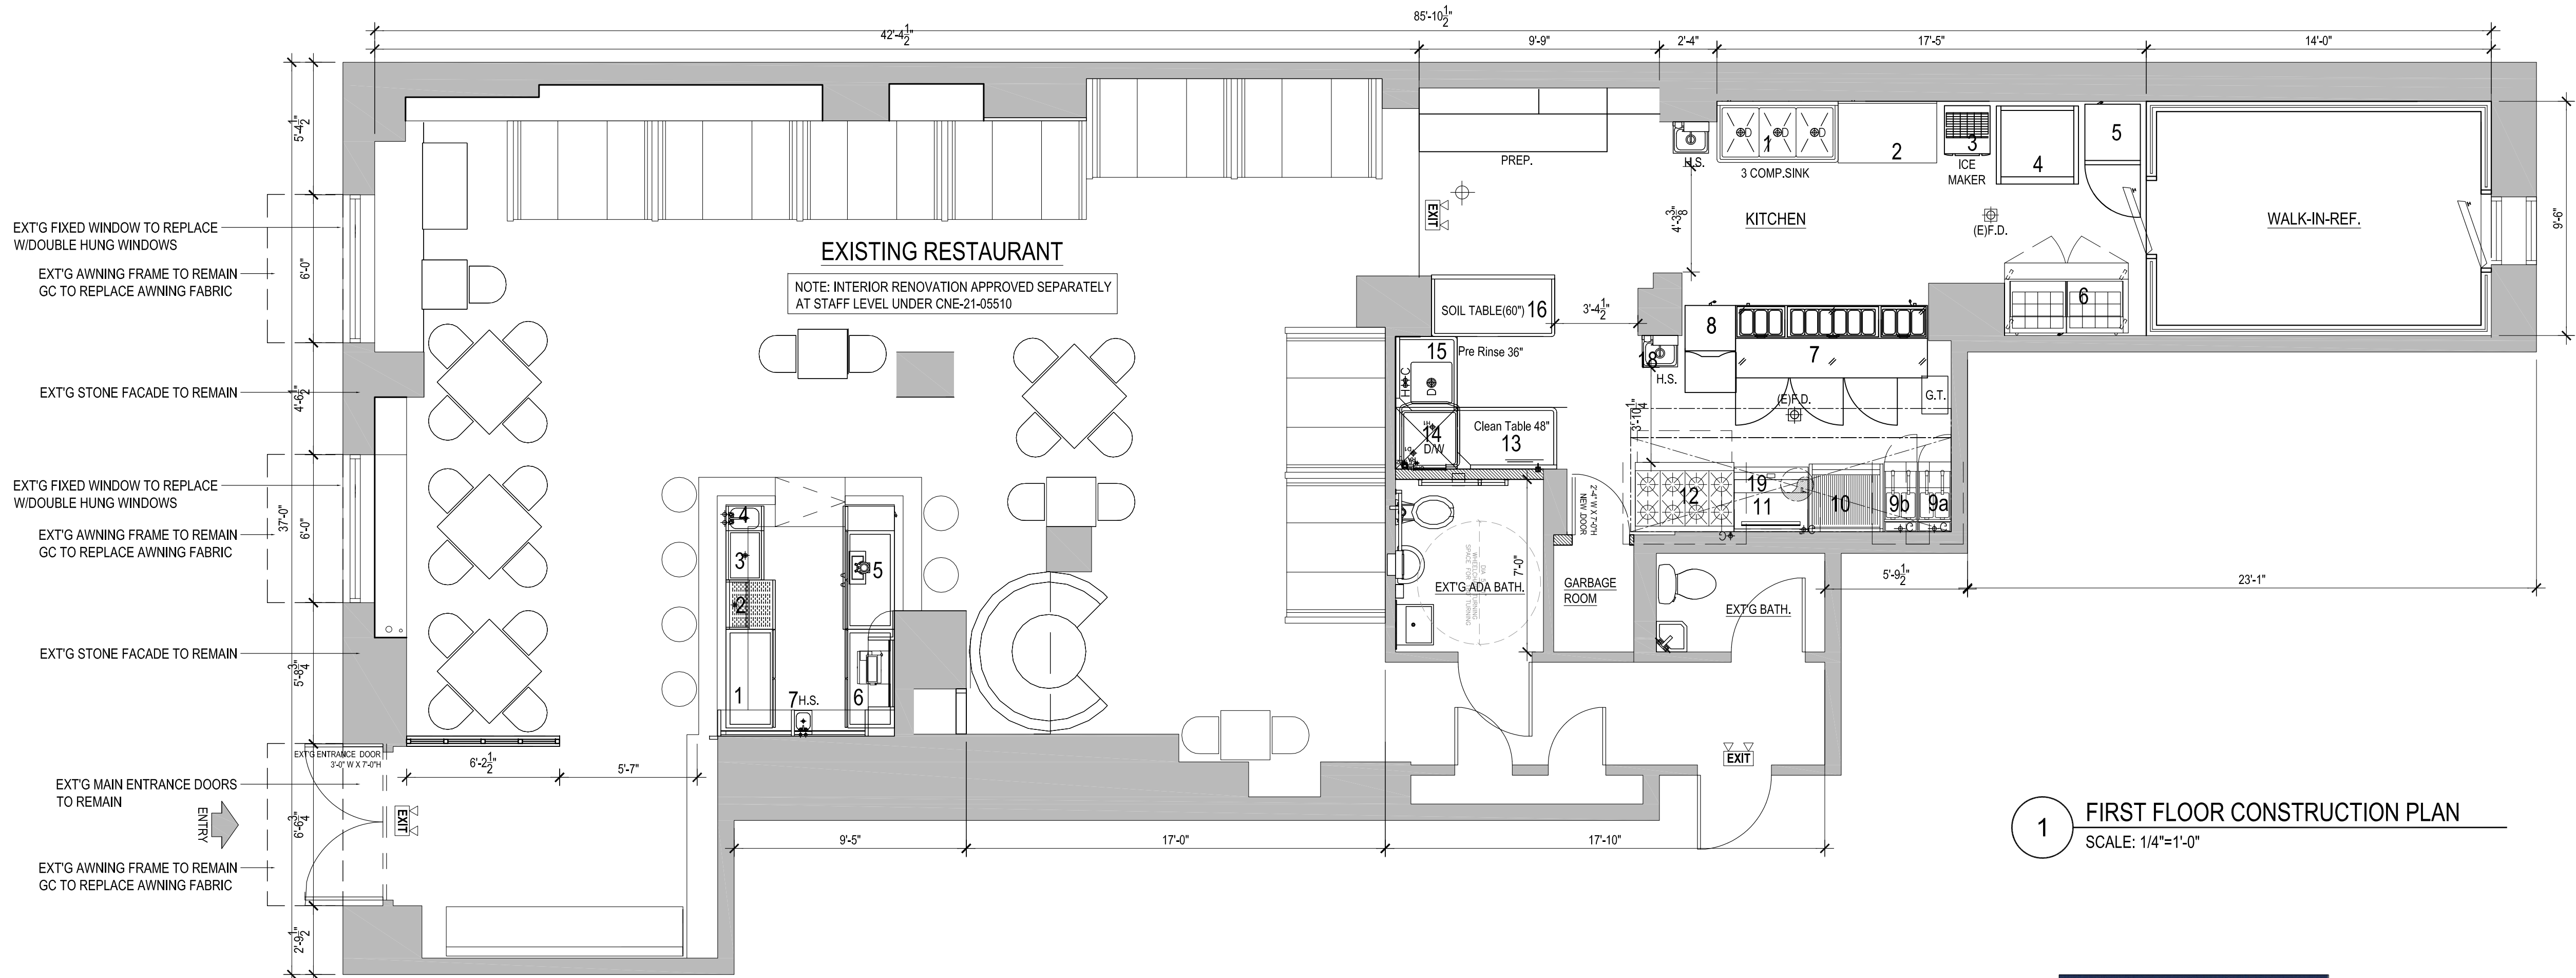 85'-10 1/2"
42'-4 1/2"
9'-9"
2'-4"
17'-5"
14'-0"
5'-4 1/2"
6'-0"
4'-6 1/2"
37'-0"
6'-0"
5'-8 3/4"
6'-6 3/4"
2'-9 1/2"
EXT'G FIXED WINDOW TO REPLACE
W/DOUBLE HUNG WINDOWS
EXT'G AWNING FRAME TO REMAIN
GC TO REPLACE AWNING FABRIC
EXT'G STONE FACADE TO REMAIN
EXT'G FIXED WINDOW TO REPLACE
W/DOUBLE HUNG WINDOWS
EXT'G AWNING FRAME TO REMAIN
GC TO REPLACE AWNING FABRIC
EXT'G STONE FACADE TO REMAIN
EXT'G MAIN ENTRANCE DOORS
TO REMAIN
ENTRY
EXT'G AWNING FRAME TO REMAIN
GC TO REPLACE AWNING FABRIC
EXT'G ENTRANCE DOOR
3'-0" W X 7'-0"H
EXIT
6'-2 1/2"
5'-7"
EXISTING RESTAURANT
NOTE: INTERIOR RENOVATION APPROVED SEPARATELY
AT STAFF LEVEL UNDER CNE-21-05510
4
3
2
1
5
6
7 H.S.
9'-5"
17'-0"
17'-10"
PREP.
EXIT
H.S.
4'-3 3/8"
1
3 COMP.SINK
2
3
ICE
MAKER
4
5
KITCHEN
(E)F.D.
6
WALK-IN-REF.
9'-6"
SOIL TABLE(60") 16
3'-4 1/2"
15
Pre Rinse 36"
H C
D
14
D/W
Clean Table 48"
13
8
7
18
H.S.
3'-10 1/4"
(E)F.D.
G.T.
12
19
11
10
9b
9a
2'-4" W X 7'-0"H
NEW DOOR
7'-0"
EXT'G ADA BATH.
GARBAGE
ROOM
EXT'G BATH.
5'-9 1/2"
23'-1"
EXIT
1
FIRST FLOOR CONSTRUCTION PLAN
SCALE: 1/4"=1'-0"